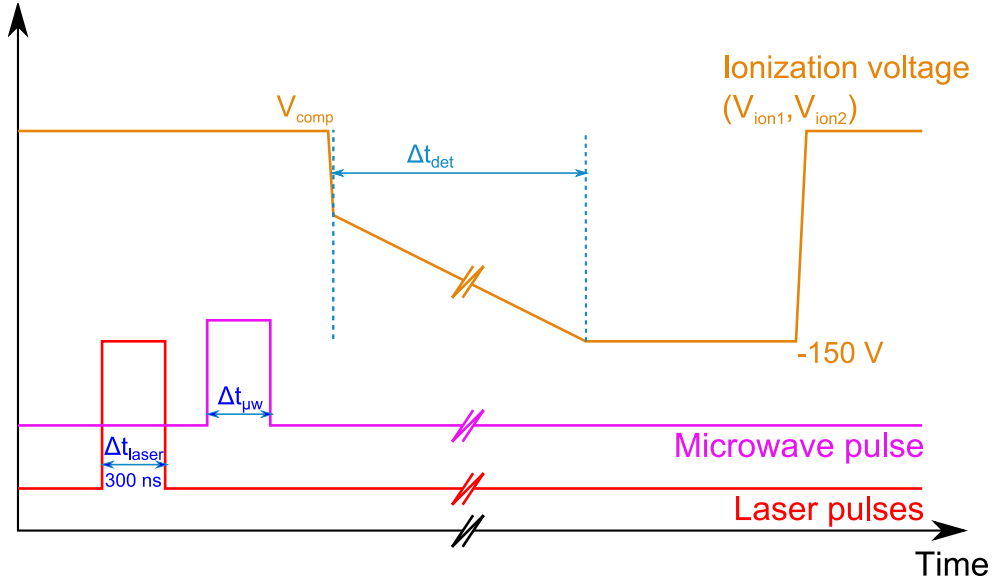 Ionization voltage
(Vion1,Vion2)
Vcomp
Δtdet
-150 V
Δtμw
Microwave pulse
Δtlaser
300 ns
Laser pulses
Time